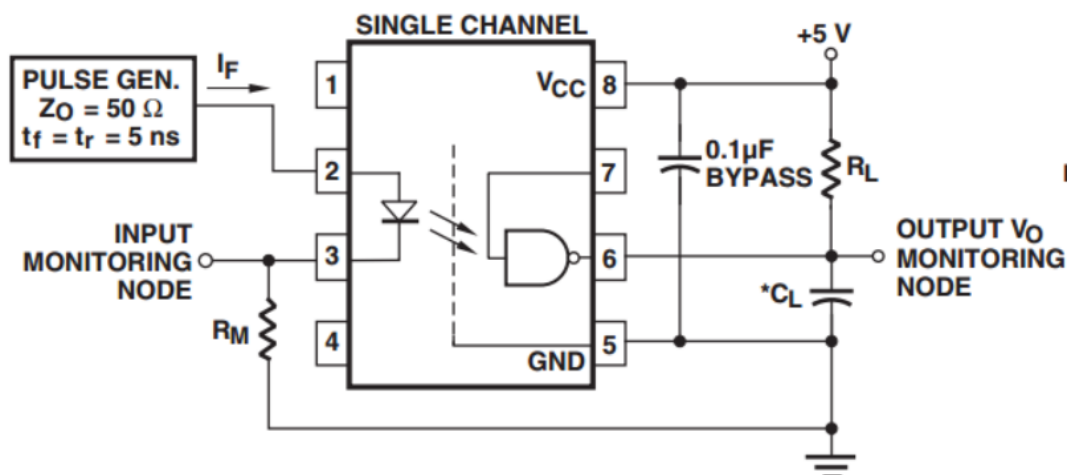 SINGLE CHANNEL
+5 V
PULSE GEN.
ZO = 50 Ω
tf = tr = 5 ns
IF
1
VCC
8
0.1µF
BYPASS
RL
2
7
INPUT
MONITORING
NODE
3
6
OUTPUT VO
MONITORING
NODE
*CL
RM
4
5
GND